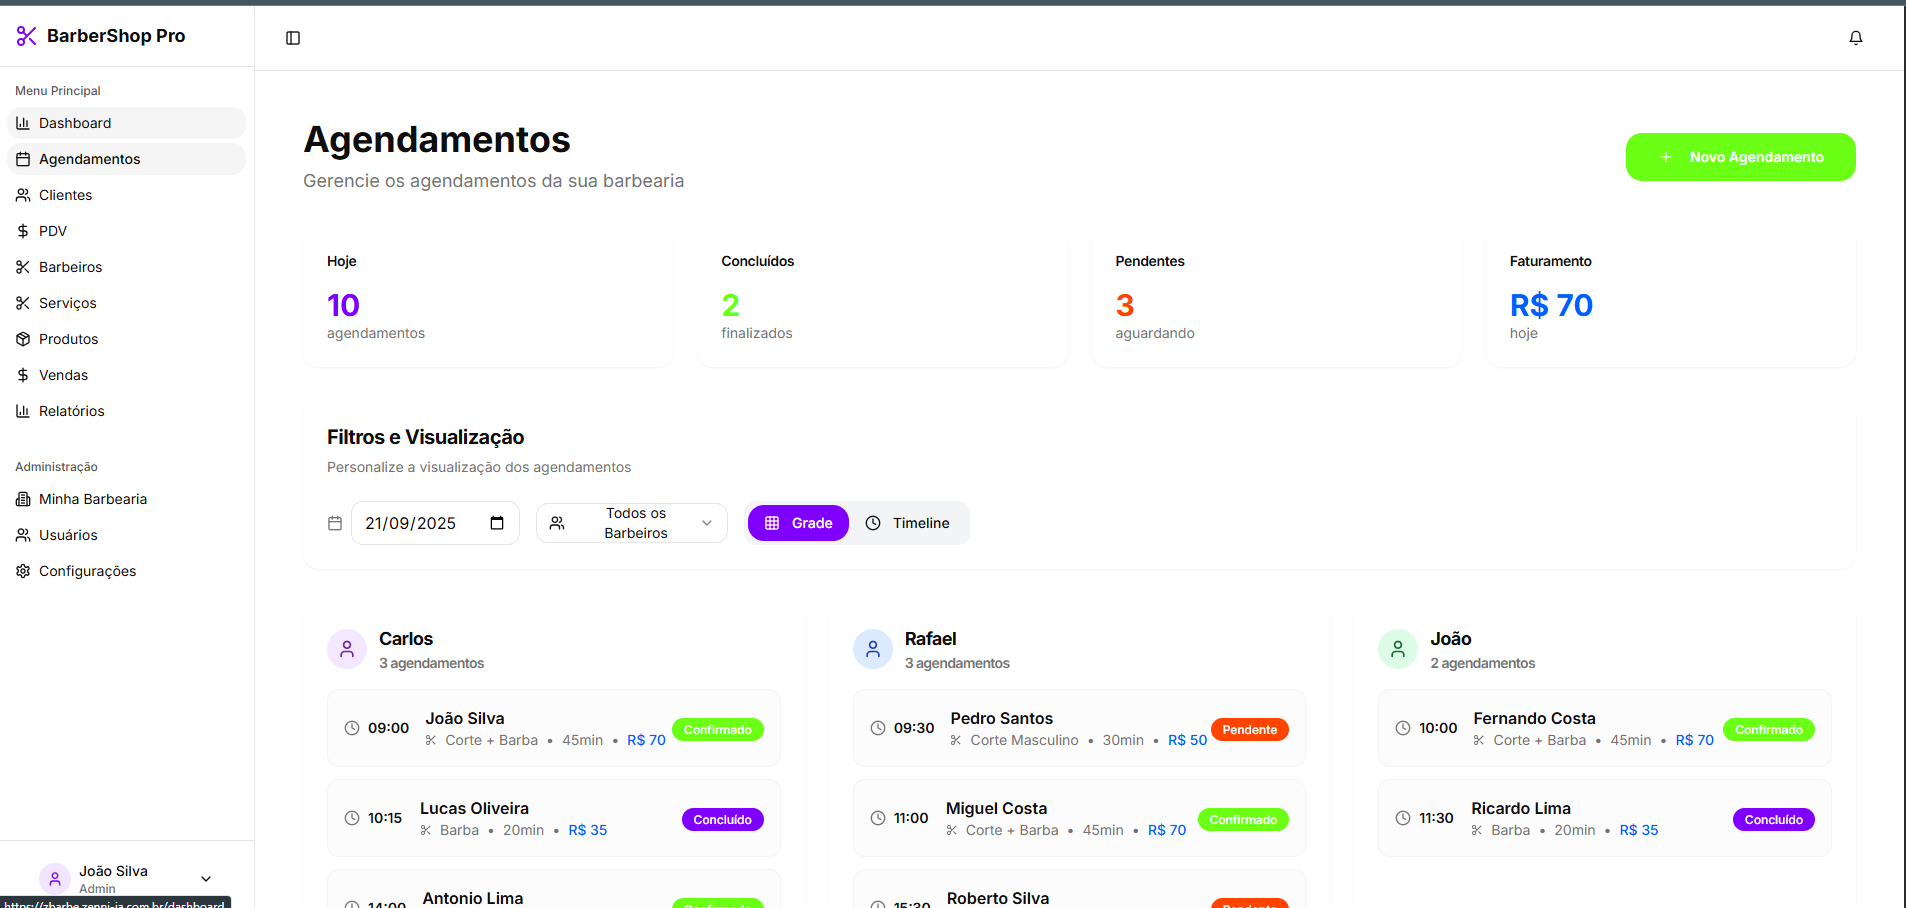 BarberShop Pro
Menu Principal
Dashboard
Agendamentos
Clientes
PDV
Barbeiros
Serviços
Produtos
Vendas
Relatórios
Administração
Minha Barbearia
Usuários
Configurações
João Silva
Admin
https://zbarbe.zenni-ia.com.br/dashboard
Agendamentos
Gerencie os agendamentos da sua barbearia
Novo Agendamento
Hoje
10
agendamentos
Concluídos
2
finalizados
Pendentes
3
aguardando
Faturamento
R$ 70
hoje
Filtros e Visualização
Personalize a visualização dos agendamentos
21/09/2025
Todos os
Barbeiros
Grade
Timeline
Carlos
3 agendamentos
09:00 João Silva Confirmado
Corte + Barba • 45min • R$ 70
10:15 Lucas Oliveira Concluído
Barba • 20min • R$ 35
14:00 Antonio Lima Confirmado
Rafael
3 agendamentos
09:30 Pedro Santos Pendente
Corte Masculino • 30min • R$ 50
11:00 Miguel Costa Confirmado
Corte + Barba • 45min • R$ 70
15:30 Roberto Silva Pendente
João
2 agendamentos
10:00 Fernando Costa Confirmado
Corte + Barba • 45min • R$ 70
11:30 Ricardo Lima Concluído
Barba • 20min • R$ 35